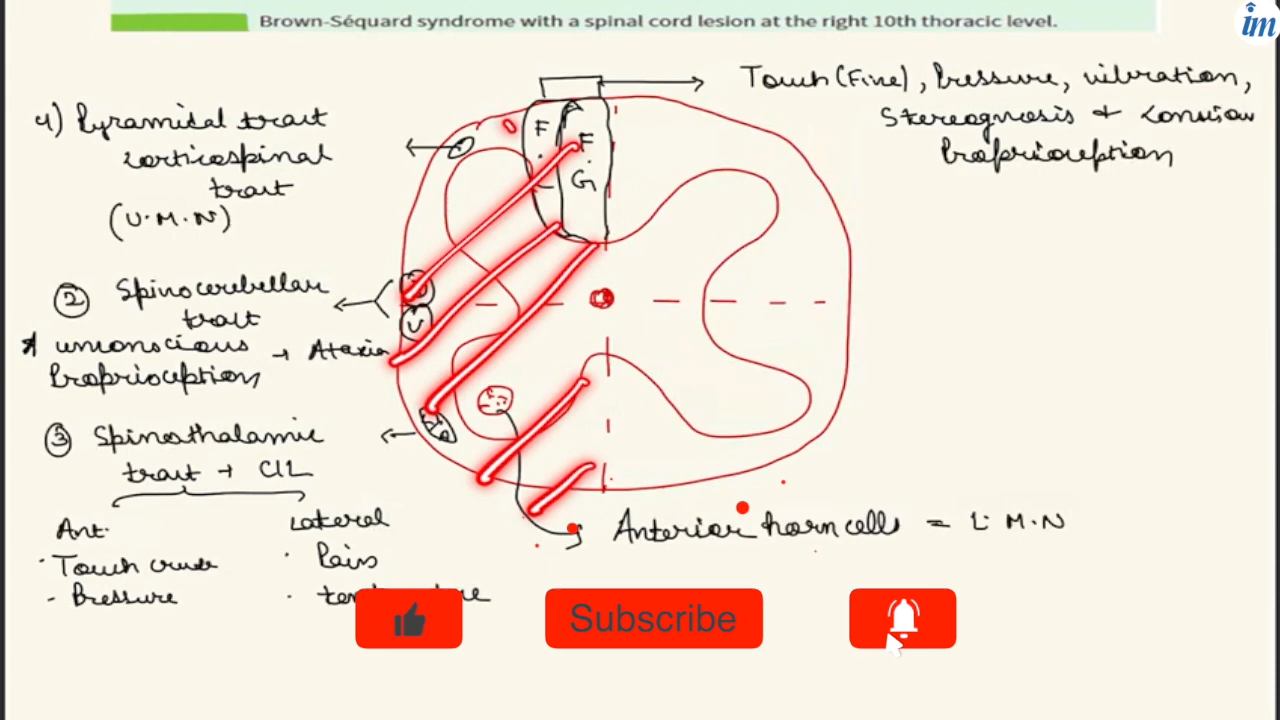 Brown-Séquard syndrome with a spinal cord lesion at the right 10th thoracic level.
im
Touch (Fine), Pressure, vibration,
Stereognosis + Conscious
Proprioception
4) Pyramidal tract
corticospinal
tract
(U.M.N)
F
F
G
② Spinocerebellar
tract
unconscious → Ataxia
Proprioception
③ Spinothalamic
tract → C/L
Ant.
· Touch crude
- Pressure
Lateral
· Pain
Anterior horn cells = L.M.N
Subscribe